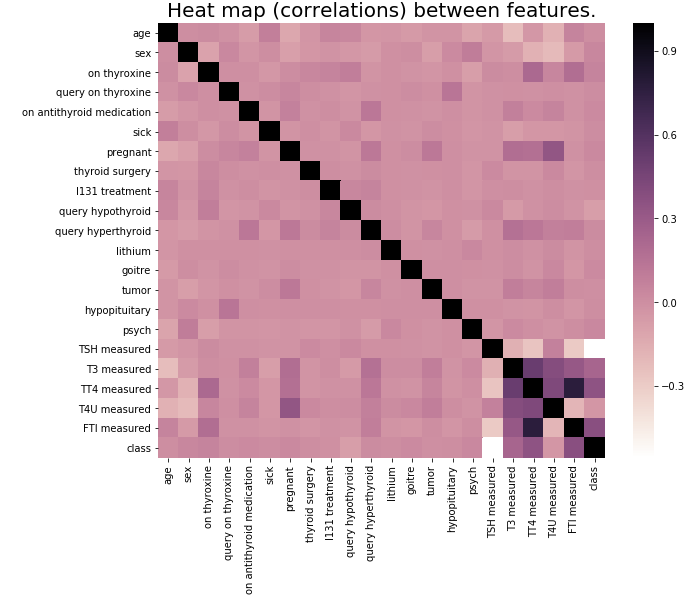 Heat map (correlations) between features.
age
sex
on thyroxine
query on thyroxine
on antithyroid medication
sick
pregnant
thyroid surgery
I131 treatment
query hypothyroid
query hyperthyroid
lithium
goitre
tumor
hypopituitary
psych
TSH measured
T3 measured
TT4 measured
T4U measured
FTI measured
class
age
sex
on thyroxine
query on thyroxine
on antithyroid medication
sick
pregnant
thyroid surgery
I131 treatment
query hypothyroid
query hyperthyroid
lithium
goitre
tumor
hypopituitary
psych
TSH measured
T3 measured
TT4 measured
T4U measured
FTI measured
class
0.9
0.6
0.3
0.0
−0.3